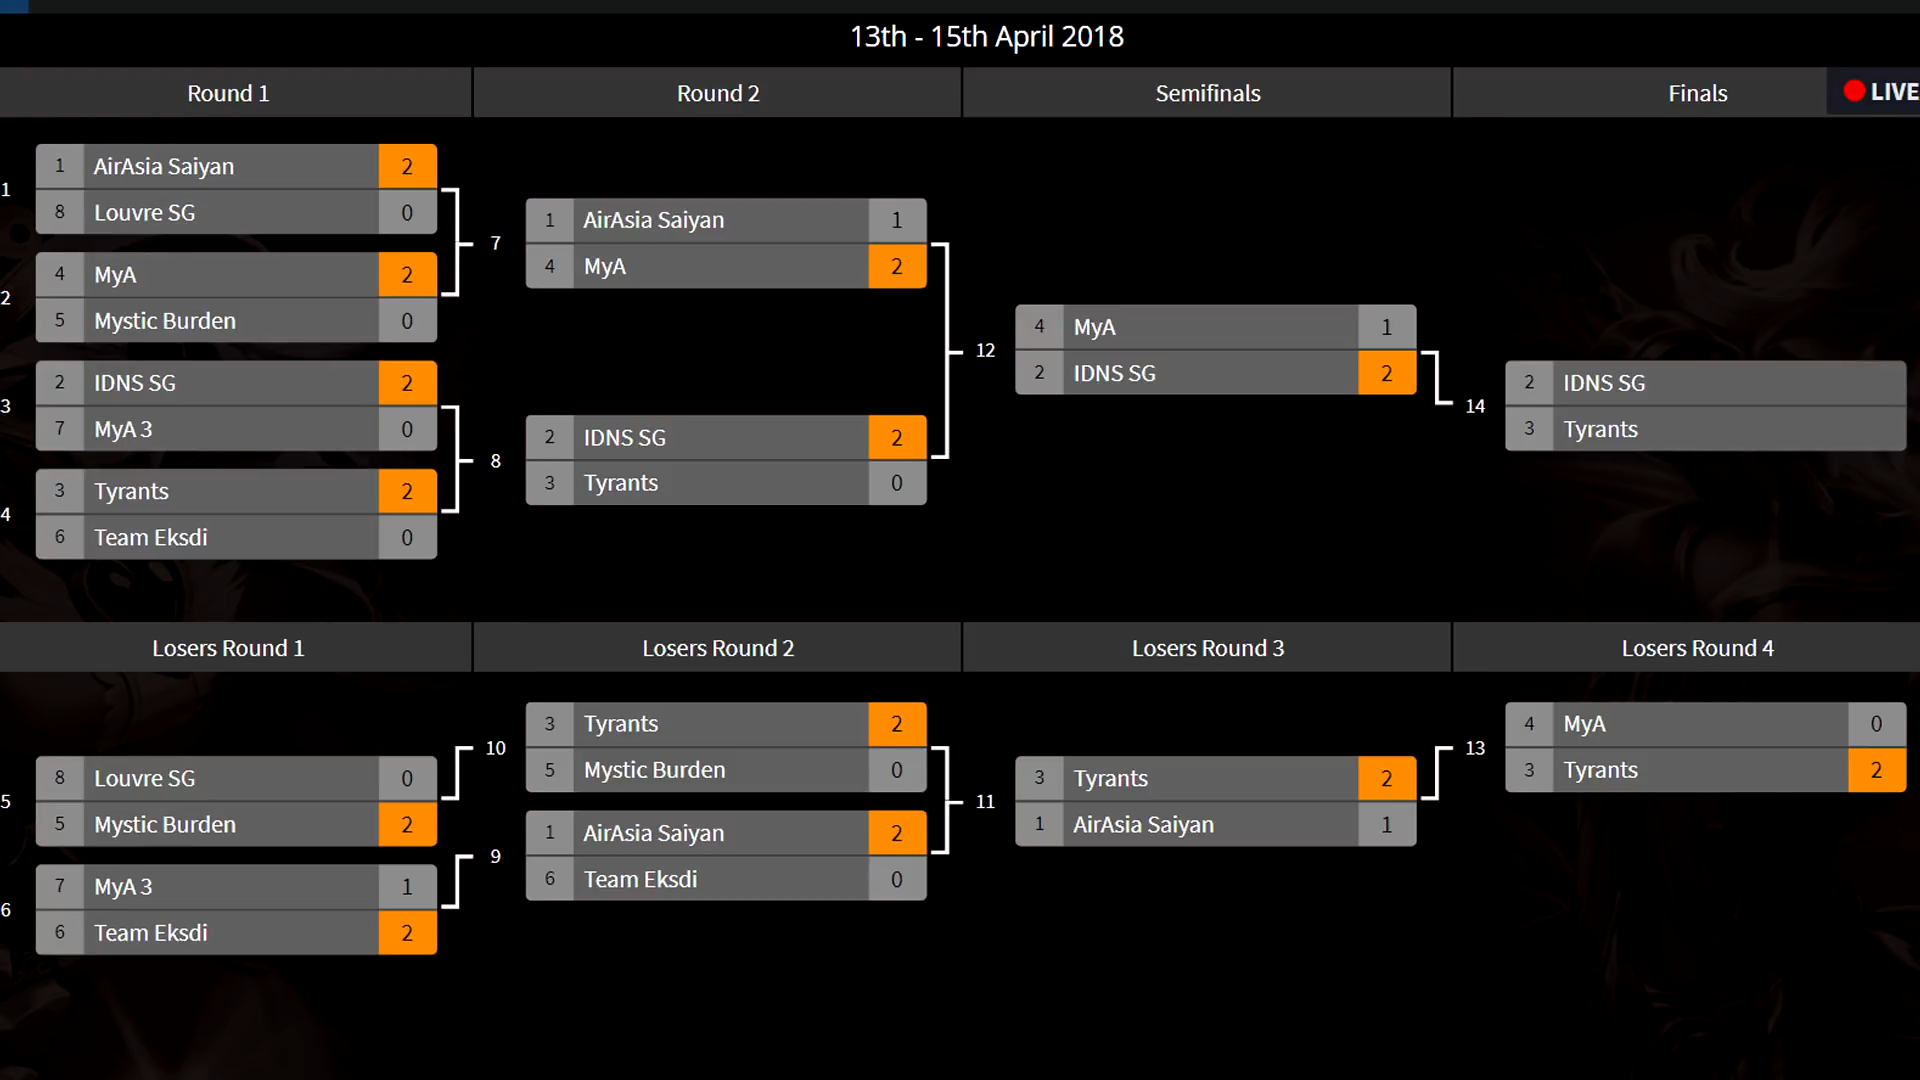 13th - 15th April 2018
Round 1
Round 2
Semifinals
Finals
LIVE
1
1 AirAsia Saiyan 2
8 Louvre SG 0
2
4 MyA 2
5 Mystic Burden 0
3
2 IDNS SG 2
7 MyA 3 0
4
3 Tyrants 2
6 Team Eksdi 0
7
1 AirAsia Saiyan 1
4 MyA 2
8
2 IDNS SG 2
3 Tyrants 0
12
4 MyA 1
2 IDNS SG 2
14
2 IDNS SG
3 Tyrants
Losers Round 1
Losers Round 2
Losers Round 3
Losers Round 4
5
8 Louvre SG 0
5 Mystic Burden 2
6
7 MyA 3 1
6 Team Eksdi 2
10
3 Tyrants 2
5 Mystic Burden 0
9
1 AirAsia Saiyan 2
6 Team Eksdi 0
11
3 Tyrants 2
1 AirAsia Saiyan 1
13
4 MyA 0
3 Tyrants 2